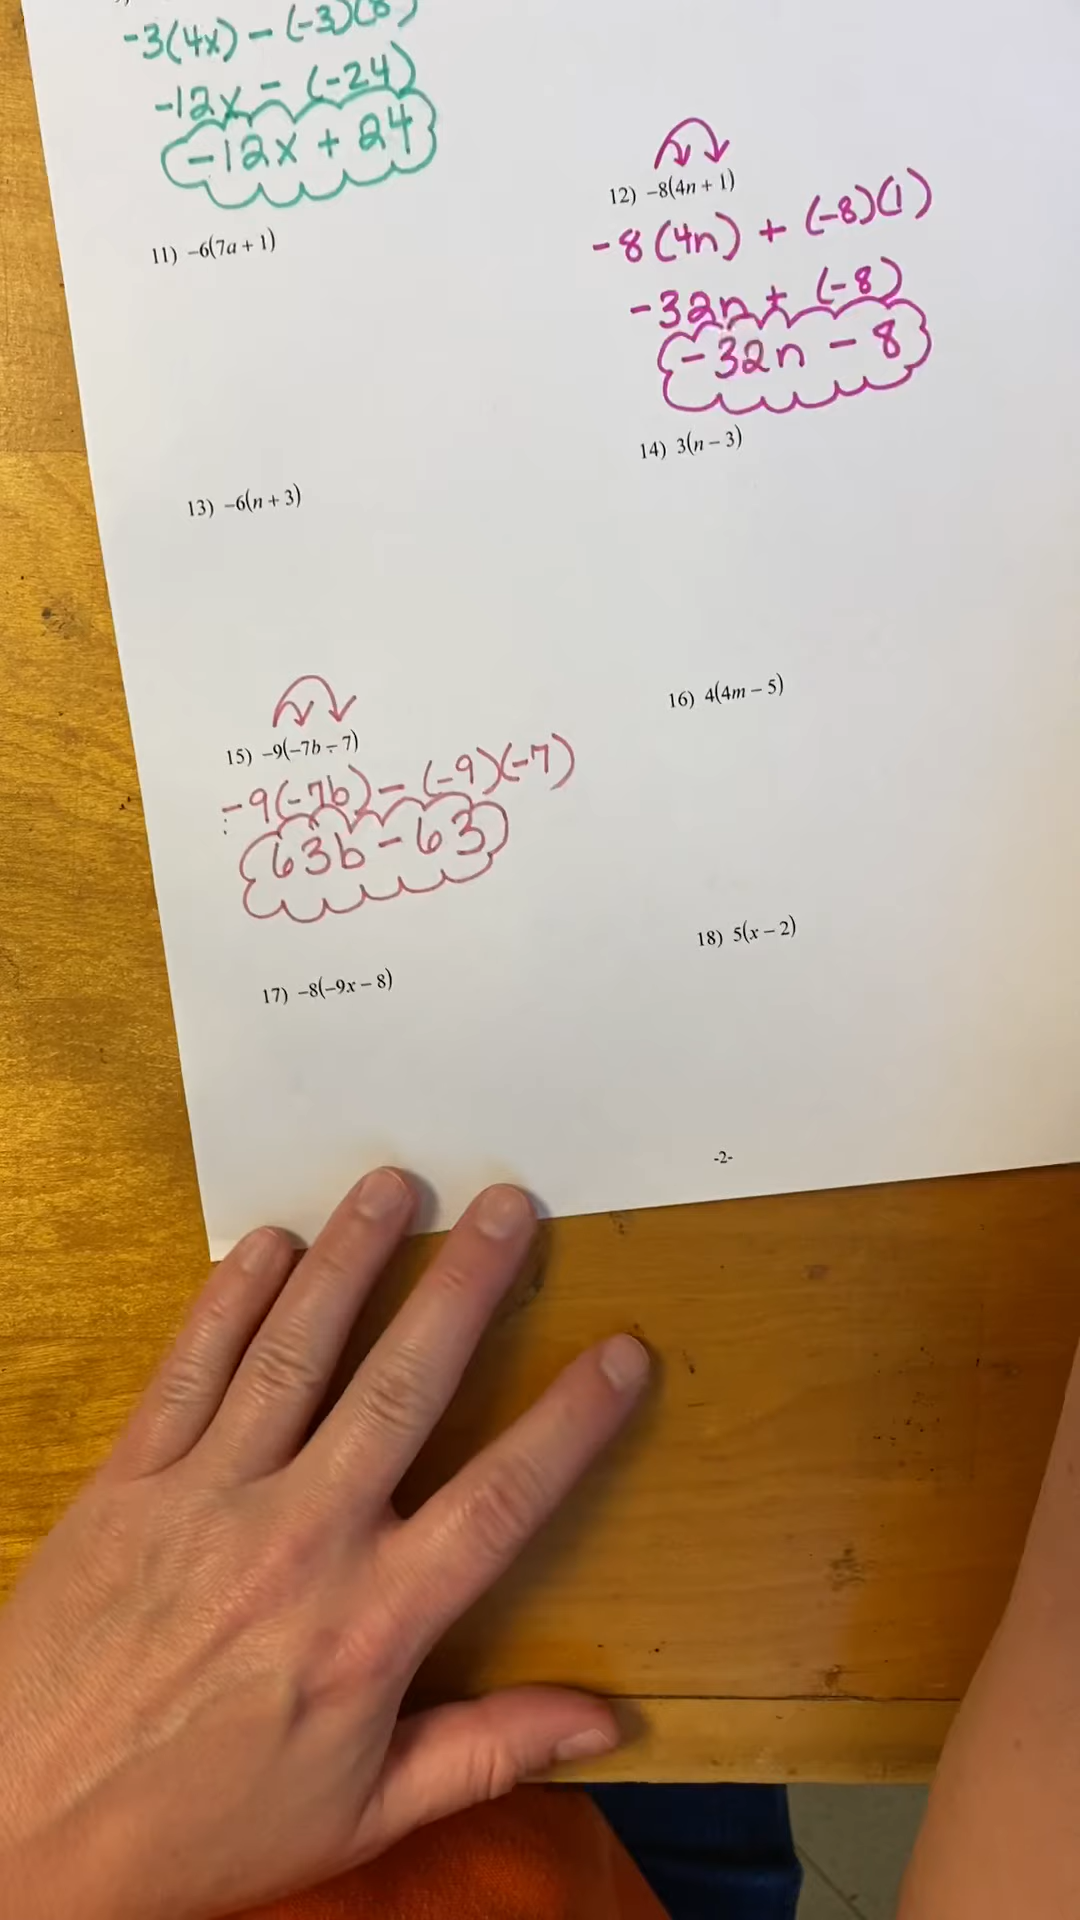 -3(4x) - (-3)(8)
-12x - (-24)
-12x + 24
11) -6(7a + 1)
12) -8(4n + 1)
-8(4n) + (-8)(1)
-32n + (-8)
-32n - 8
13) -6(n + 3)
14) 3(n - 3)
15) -9(-7b - 7)
-9(-7b) - (-9)(-7)
63b - 63
16) 4(4m - 5)
17) -8(-9x - 8)
18) 5(x - 2)
-2-